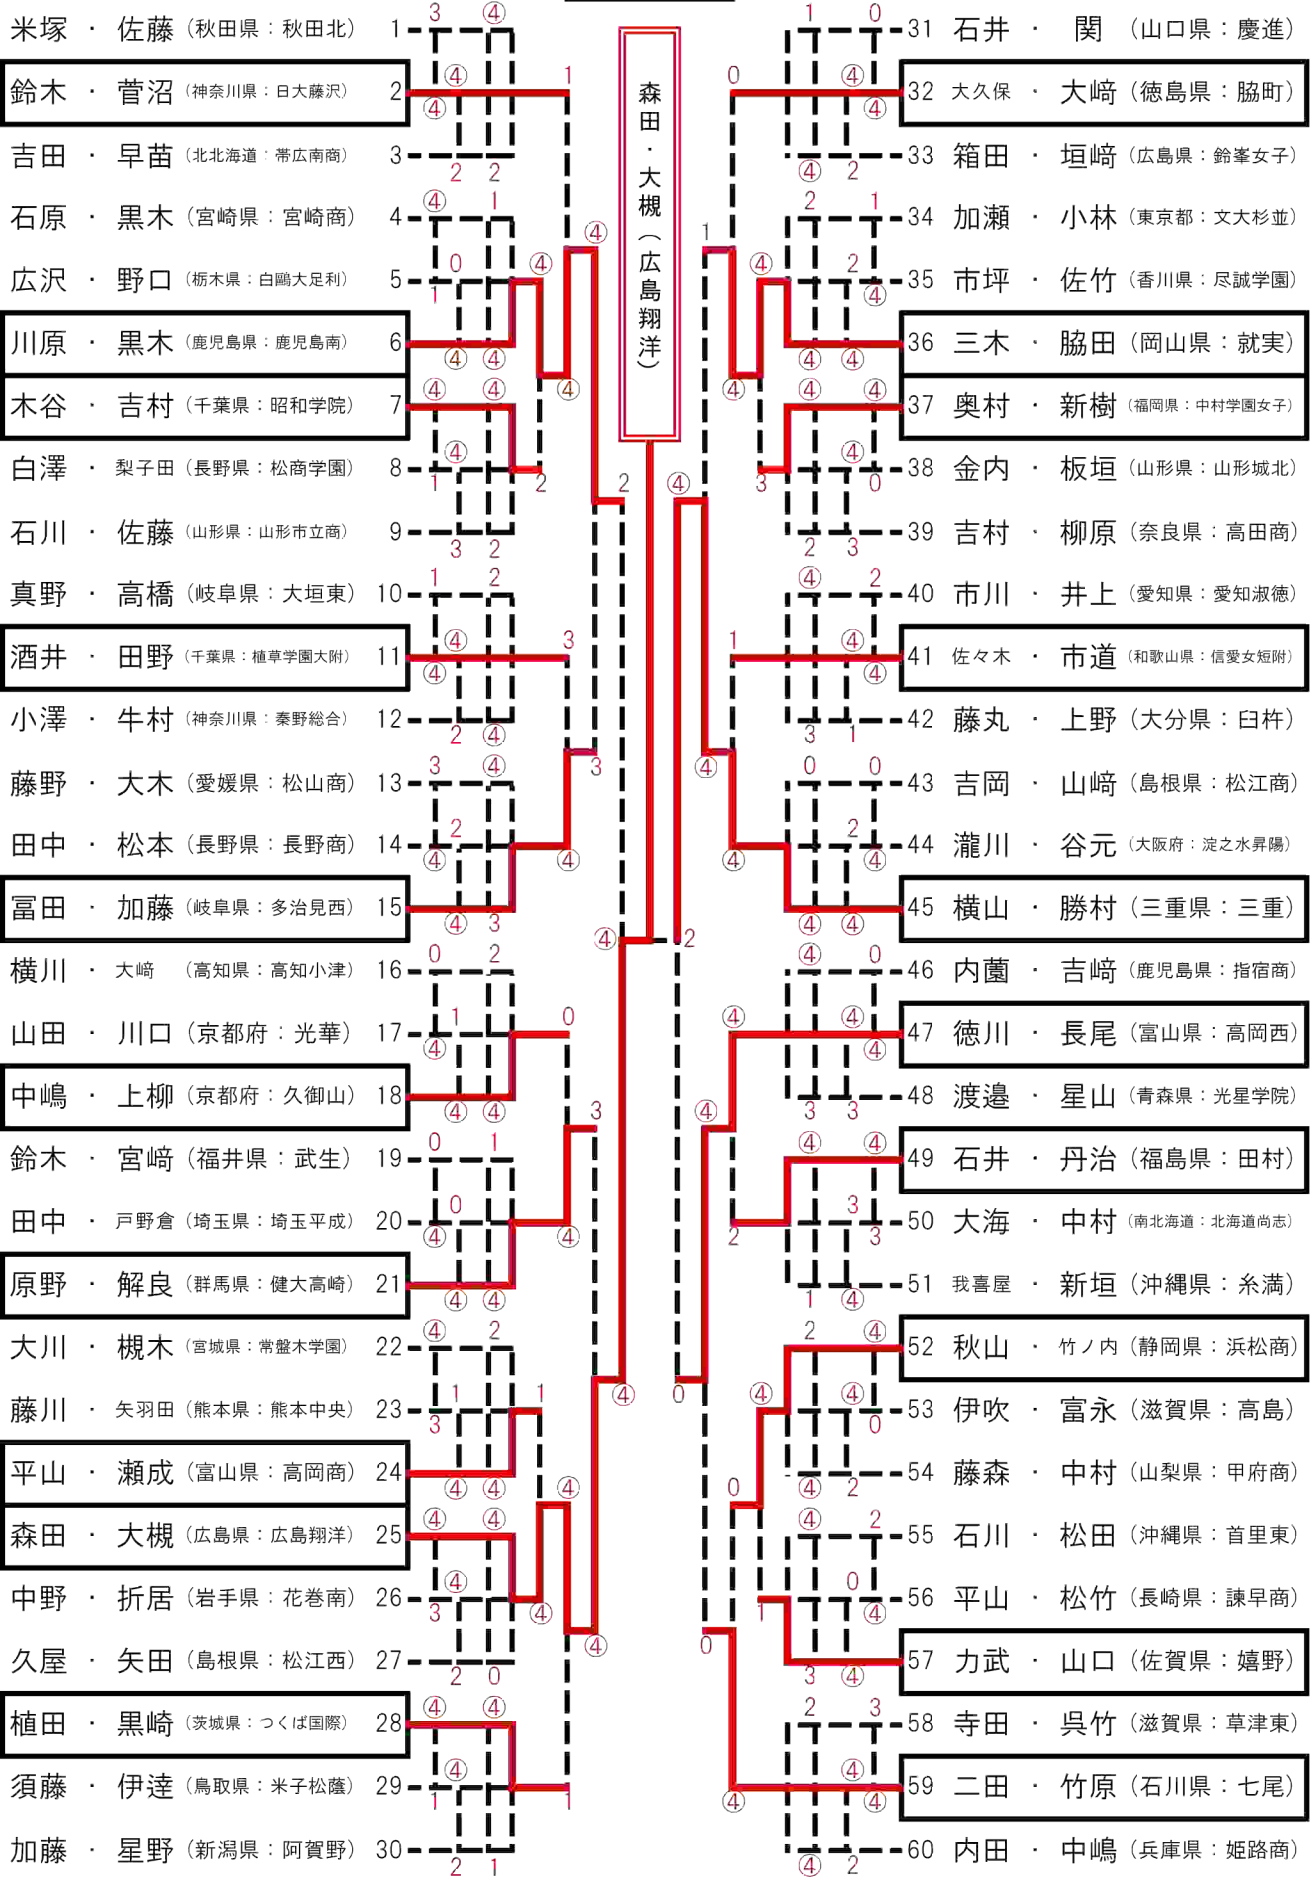 森田・大槻（広島翔洋）
米塚 ・ 佐藤 (秋田県：秋田北) 1
鈴木 ・ 菅沼 (神奈川県：日大藤沢) 2
吉田 ・ 早苗 (北北海道：帯広南商) 3
石原 ・ 黒木 (宮崎県：宮崎商) 4
広沢 ・ 野口 (栃木県：白鷗大足利) 5
川原 ・ 黒木 (鹿児島県：鹿児島南) 6
木谷 ・ 吉村 (千葉県：昭和学院) 7
白澤 ・ 梨子田 (長野県：松商学園) 8
石川 ・ 佐藤 (山形県：山形市立商) 9
真野 ・ 高橋 (岐阜県：大垣東) 10
酒井 ・ 田野 (千葉県：植草学園大附) 11
小澤 ・ 牛村 (神奈川県：秦野総合) 12
藤野 ・ 大木 (愛媛県：松山商) 13
田中 ・ 松本 (長野県：長野商) 14
冨田 ・ 加藤 (岐阜県：多治見西) 15
横川 ・ 大﨑 (高知県：高知小津) 16
山田 ・ 川口 (京都府：光華) 17
中嶋 ・ 上柳 (京都府：久御山) 18
鈴木 ・ 宮﨑 (福井県：武生) 19
田中 ・ 戸野倉 (埼玉県：埼玉平成) 20
原野 ・ 解良 (群馬県：健大高崎) 21
大川 ・ 槻木 (宮城県：常盤木学園) 22
藤川 ・ 矢羽田 (熊本県：熊本中央) 23
平山 ・ 瀬成 (富山県：高岡商) 24
森田 ・ 大槻 (広島県：広島翔洋) 25
中野 ・ 折居 (岩手県：花巻南) 26
久屋 ・ 矢田 (島根県：松江西) 27
植田 ・ 黒崎 (茨城県：つくば国際) 28
須藤 ・ 伊達 (鳥取県：米子松蔭) 29
加藤 ・ 星野 (新潟県：阿賀野) 30
31 石井 ・ 関 (山口県：慶進)
32 大久保 ・ 大﨑 (徳島県：脇町)
33 箱田 ・ 垣﨑 (広島県：鈴峯女子)
34 加瀬 ・ 小林 (東京都：文大杉並)
35 市坪 ・ 佐竹 (香川県：尽誠学園)
36 三木 ・ 脇田 (岡山県：就実)
37 奥村 ・ 新樹 (福岡県：中村学園女子)
38 金内 ・ 板垣 (山形県：山形城北)
39 吉村 ・ 柳原 (奈良県：高田商)
40 市川 ・ 井上 (愛知県：愛知淑徳)
41 佐々木 ・ 市道 (和歌山県：信愛女短附)
42 藤丸 ・ 上野 (大分県：臼杵)
43 吉岡 ・ 山﨑 (島根県：松江商)
44 瀧川 ・ 谷元 (大阪府：淀之水昇陽)
45 横山 ・ 勝村 (三重県：三重)
46 内薗 ・ 吉﨑 (鹿児島県：指宿商)
47 徳川 ・ 長尾 (富山県：高岡西)
48 渡邉 ・ 星山 (青森県：光星学院)
49 石井 ・ 丹治 (福島県：田村)
50 大海 ・ 中村 (南北海道：北海道尚志)
51 我喜屋 ・ 新垣 (沖縄県：糸満)
52 秋山 ・ 竹ノ内 (静岡県：浜松商)
53 伊吹 ・ 富永 (滋賀県：高島)
54 藤森 ・ 中村 (山梨県：甲府商)
55 石川 ・ 松田 (沖縄県：首里東)
56 平山 ・ 松竹 (長崎県：諫早商)
57 力武 ・ 山口 (佐賀県：嬉野)
58 寺田 ・ 呉竹 (滋賀県：草津東)
59 二田 ・ 竹原 (石川県：七尾)
60 内田 ・ 中嶋 (兵庫県：姫路商)